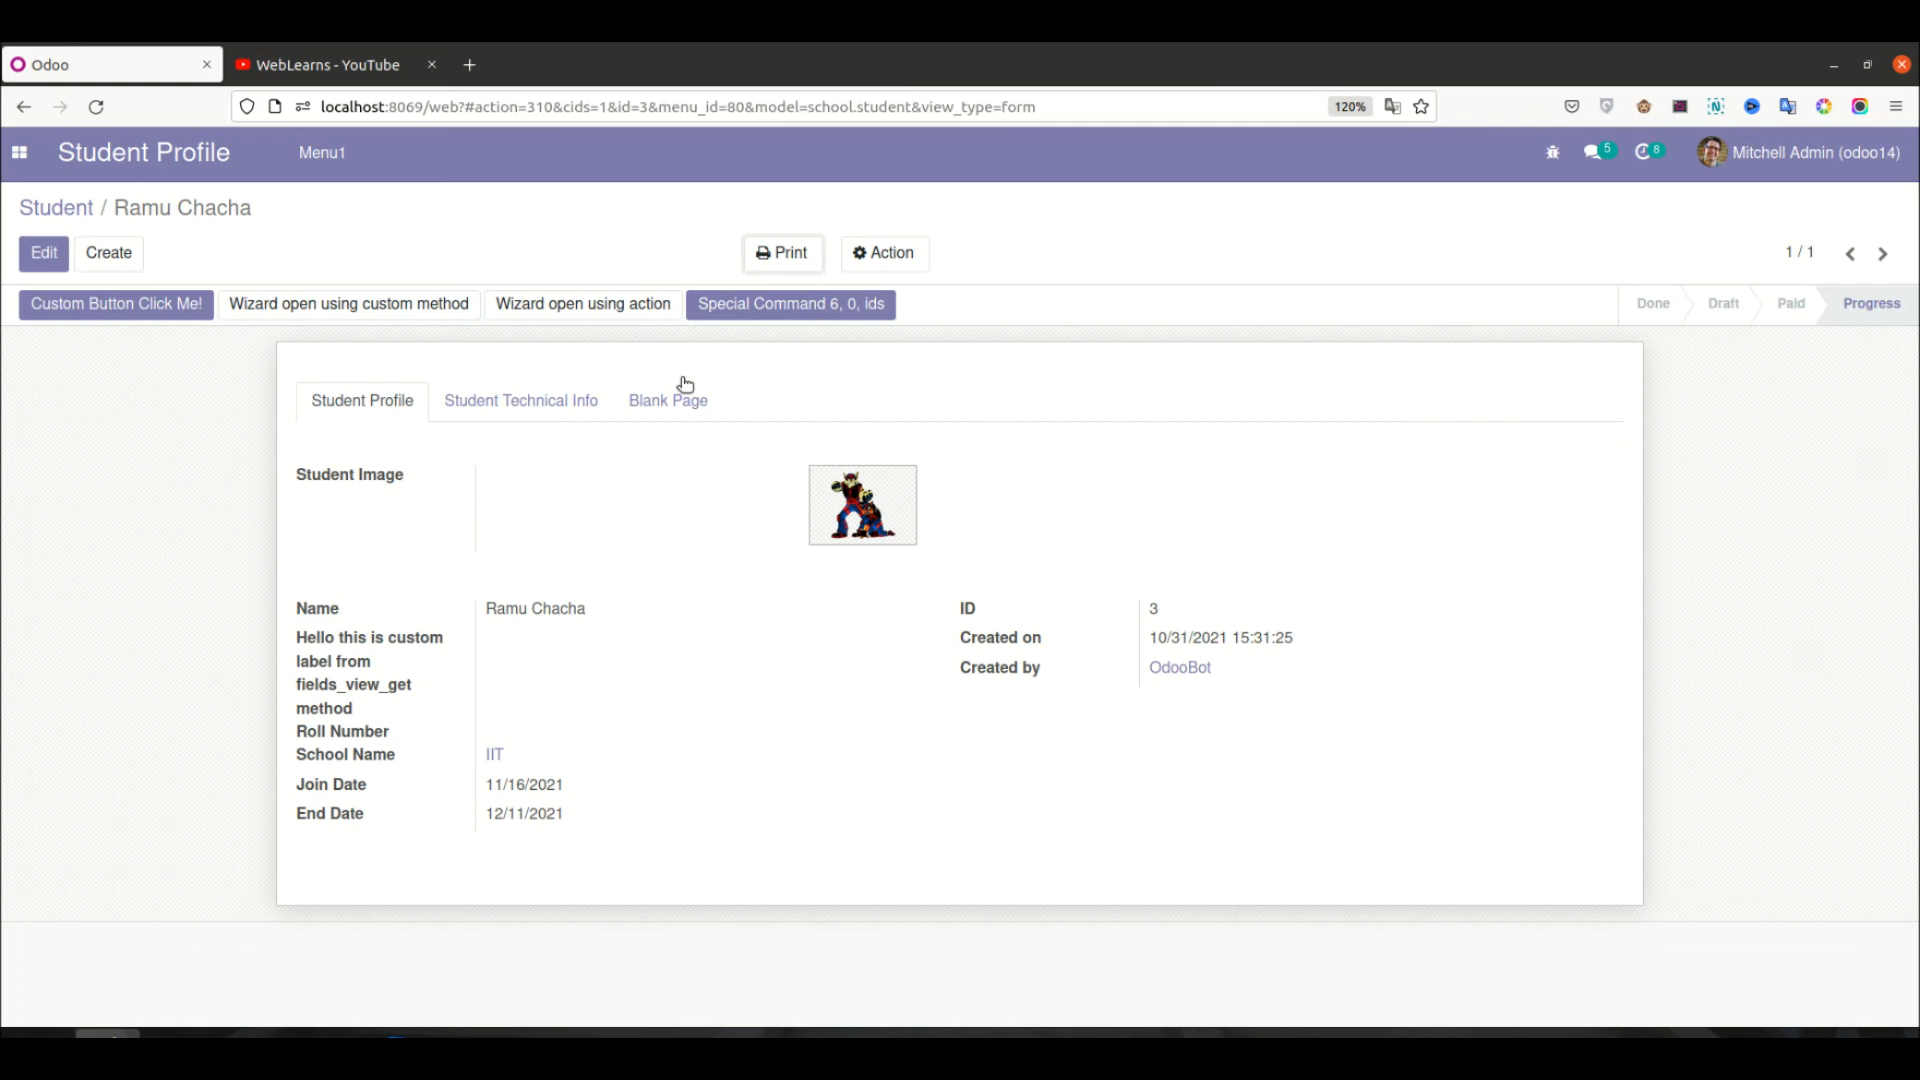 Odoo
WebLearns - YouTube
localhost:8069/web?#action=310&cids=1&id=3&menu_id=80&model=school.student&view_type=form
120%
Student Profile
Menu1
5
8
Mitchell Admin (odoo14)
Student / Ramu Chacha
Edit
Create
Print
Action
1 / 1
Custom Button Click Me!
Wizard open using custom method
Wizard open using action
Special Command 6, 0, ids
Done
Draft
Paid
Progress
Student Profile
Student Technical Info
Blank Page
Student Image
Name
Ramu Chacha
Hello this is custom
label from
fields_view_get
method
Roll Number
School Name
IIT
Join Date
11/16/2021
End Date
12/11/2021
ID
3
Created on
10/31/2021 15:31:25
Created by
OdooBot